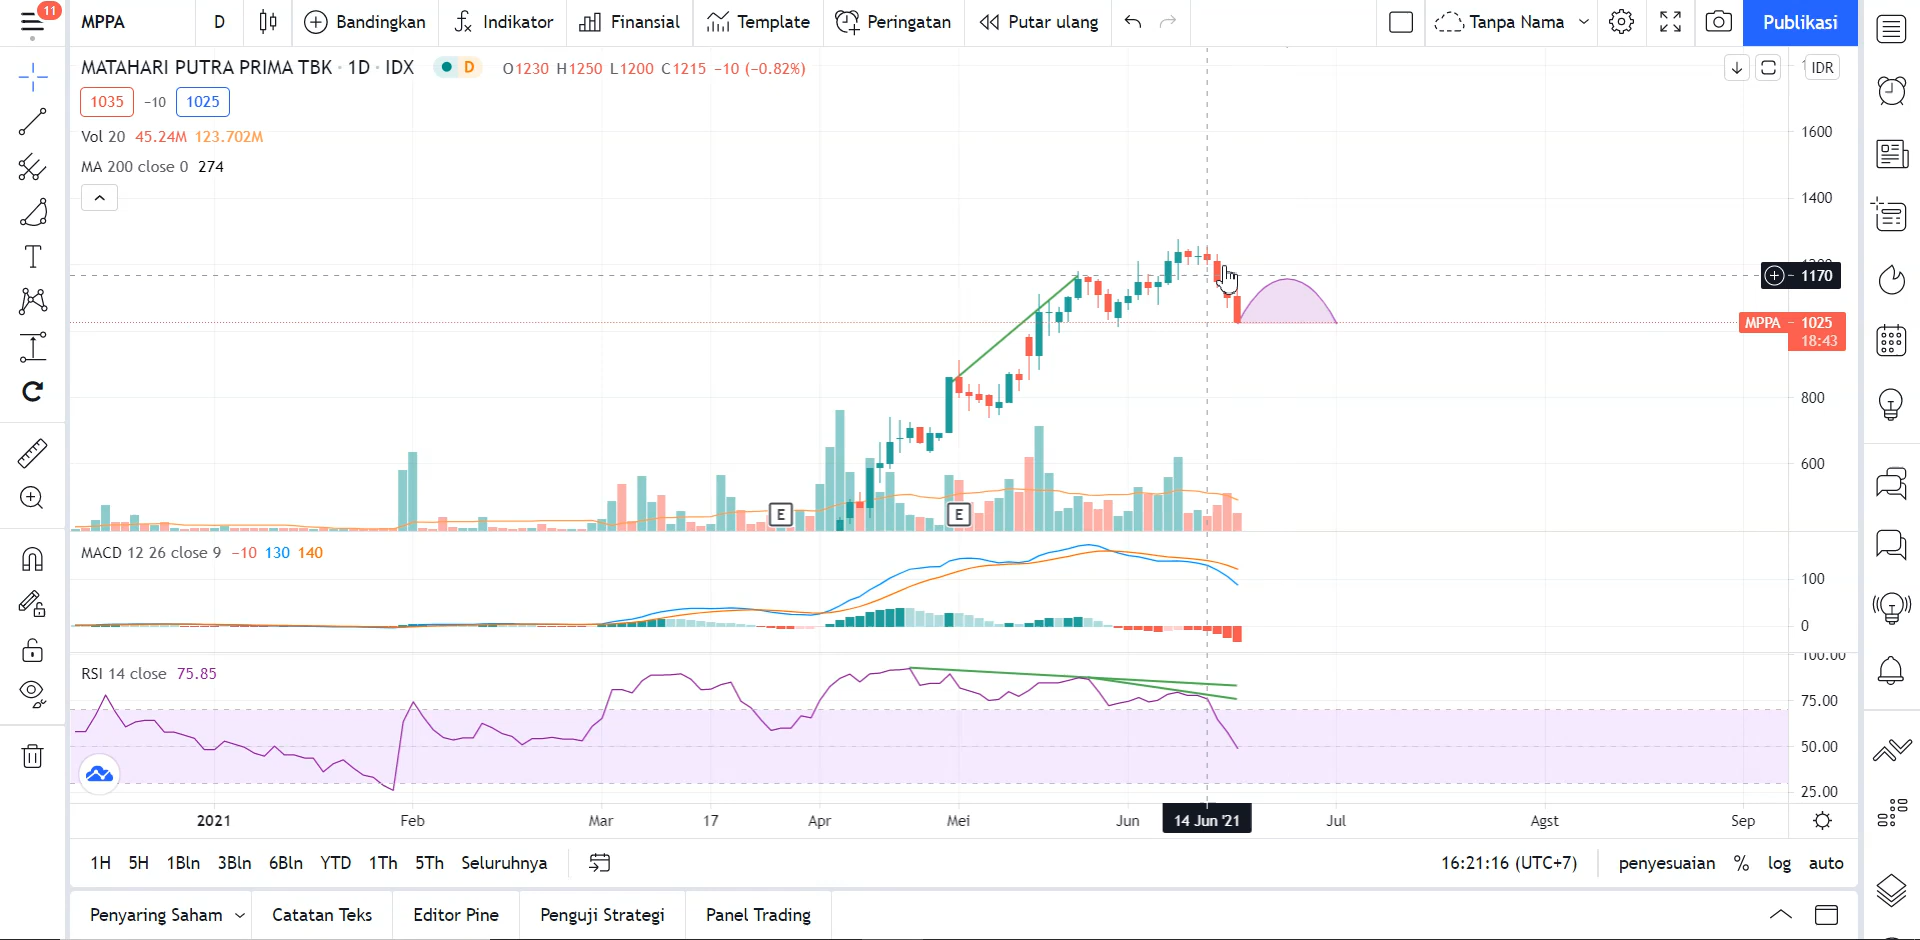 11
MPPA
D
Bandingkan
Indikator
Finansial
Template
Peringatan
Putar ulang
Tanpa Nama
Publikasi
MATAHARI PUTRA PRIMA TBK · 1D · IDX
D
O1230 H1250 L1200 C1215 −10 (−0.82%)
IDR
1035
−10
1025
Vol 20 45.24M 123.702M
1600
MA 200 close 0 274
1400
1170
MPPA 1025
18:43
800
600
E
E
MACD 12 26 close 9 −10 130 140
100
0
100.00
RSI 14 close 75.85
75.00
50.00
25.00
2021
Feb
Mar
17
Apr
Mei
Jun
14 Jun '21
Jul
Agst
Sep
1H 5H 1Bln 3Bln 6Bln YTD 1Th 5Th Seluruhnya
16:21:16 (UTC+7)
penyesuaian % log auto
Penyaring Saham
Catatan Teks
Editor Pine
Penguji Strategi
Panel Trading